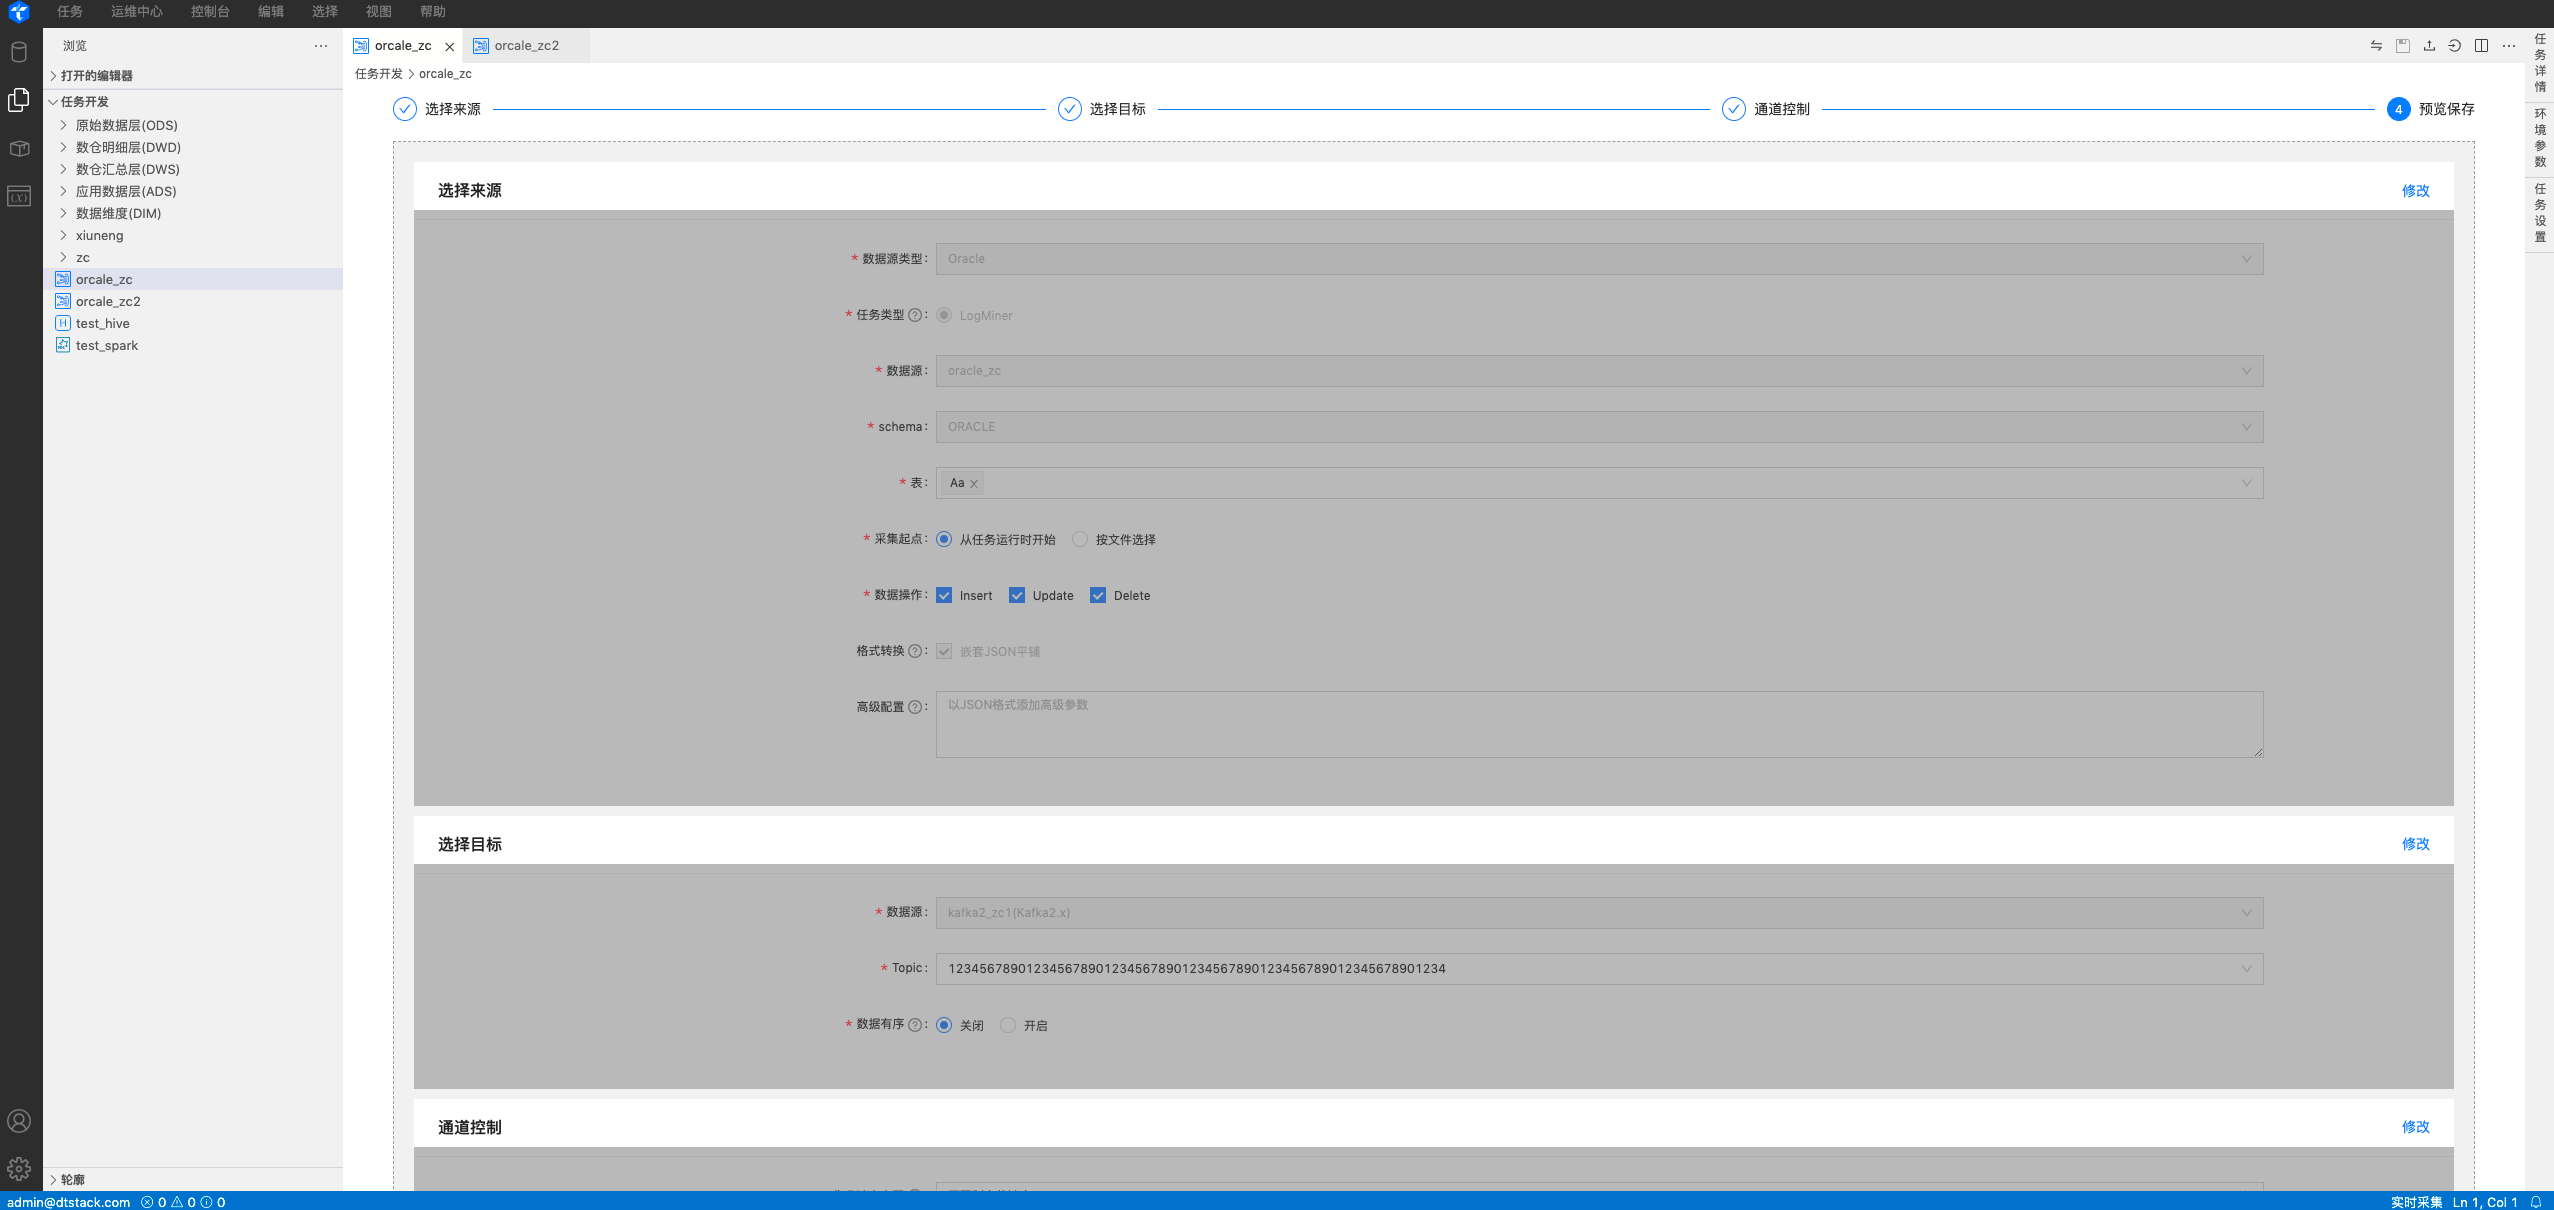 任务 运维中心 控制台 编辑 选择 视图 帮助
浏览
打开的编辑器
任务开发
原始数据层(ODS)
数仓明细层(DWD)
数仓汇总层(DWS)
应用数据层(ADS)
数据维度(DIM)
xiuneng
zc
orcale_zc
orcale_zc2
test_hive
test_spark
轮廓
orcale_zc orcale_zc2
任务开发 orcale_zc
选择来源 选择目标 通道控制 4 预览保存
选择来源 修改
* 数据源类型: Oracle
* 任务类型 ? : LogMiner
* 数据源: oracle_zc
* schema: ORACLE
* 表: Aa
* 采集起点: 从任务运行时开始 按文件选择
* 数据操作: Insert Update Delete
格式转换 ? : 嵌套JSON平铺
高级配置 ? : 以JSON格式添加高级参数
选择目标 修改
* 数据源: kafka2_zc1(Kafka2.x)
* Topic: 1234567890123456789012345678901234567890123456789012345678901234
* 数据有序 ? : 关闭 开启
通道控制 修改
任务详情
环境参数
任务设置
admin@dtstack.com 0 0 0 实时采集 Ln 1, Col 1